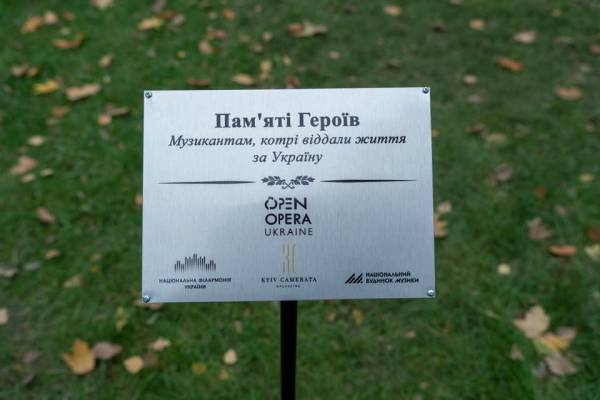 Пам'яті Героїв
Музикантам, котрі віддали життя
за Україну
OPEN
OPERA
UKRAINE
НАЦІОНАЛЬНА ФІЛАРМОНІЯ
УКРАЇНИ
KYIV CAMERATA
ORCHESTRA
НАЦІОНАЛЬНИЙ
БУДИНОК МУЗИКИ